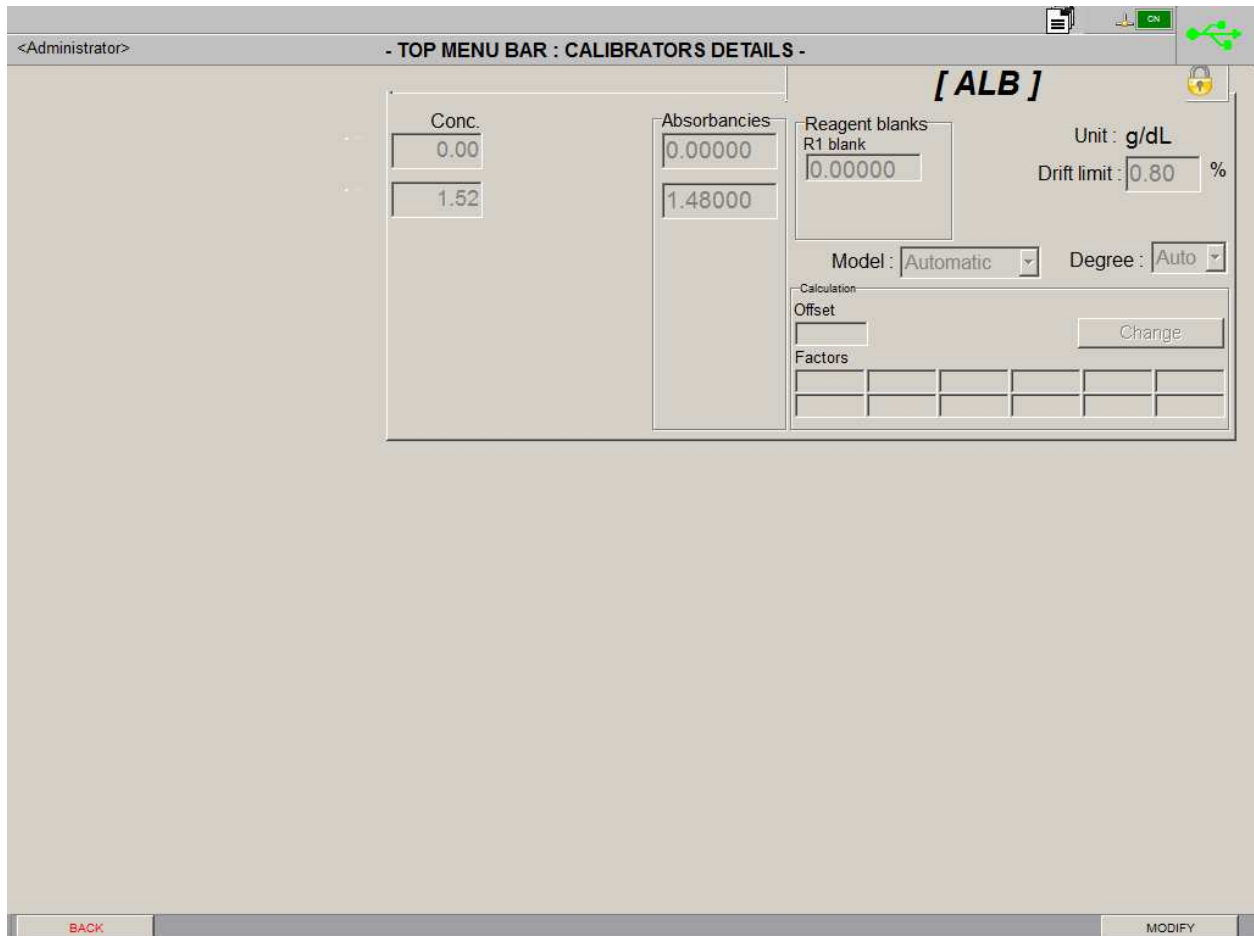 ON
<Administrator>
- TOP MENU BAR : CALIBRATORS DETAILS -
[ ALB ]
Conc.
0.00
1.52
Absorbancies
0.00000
1.48000
Reagent blanks
R1 blank
0.00000
Unit : g/dL
Drift limit : 0.80 %
Model : Automatic
Degree : Auto
Calculation
Offset
Change
Factors
BACK
MODIFY